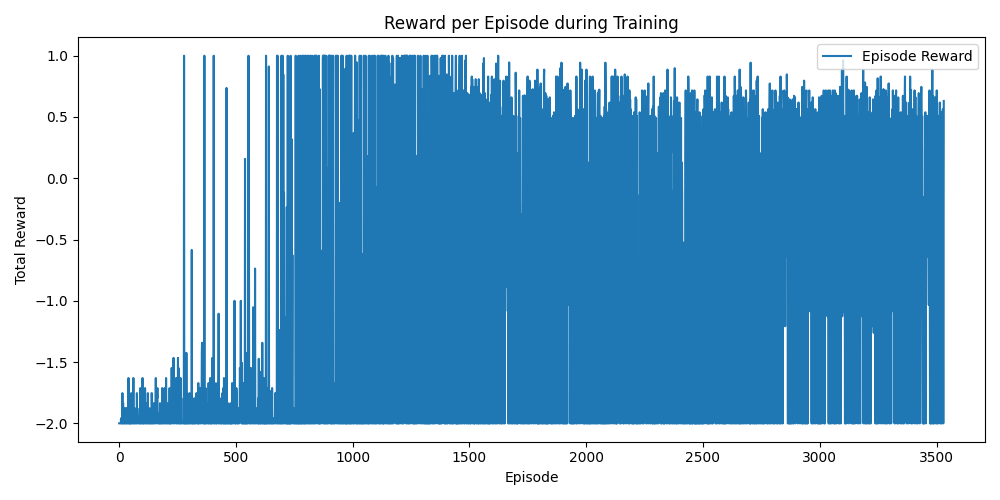 Reward per Episode during Training
Episode Reward
Total Reward
1.0
0.5
0.0
−0.5
−1.0
−1.5
−2.0
0 500 1000 1500 2000 2500 3000 3500
Episode